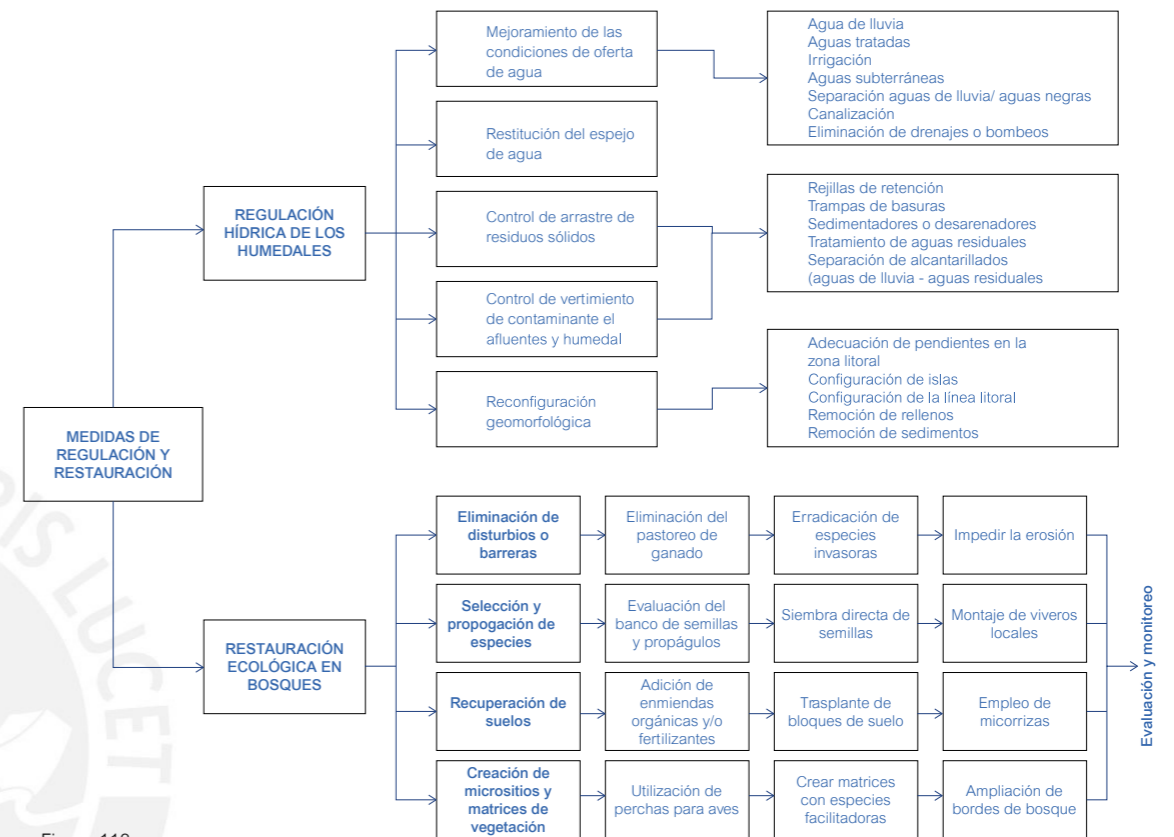 Mejoramiento de las
condiciones de oferta
de agua
Agua de lluvia
Aguas tratadas
Irrigación
Aguas subterráneas
Separación aguas de lluvia/ aguas negras
Canalización
Eliminación de drenajes o bombeos
Restitución del espejo
de agua
REGULACIÓN
HÍDRICA DE LOS
HUMEDALES
Control de arrastre de
residuos sólidos
Rejillas de retención
Trampas de basuras
Sedimentadores o desarenadores
Tratamiento de aguas residuales
Separación de alcantarillados
(aguas de lluvia - aguas residuales
Control de vertimiento
de contaminante el
afluentes y humedal
Reconfiguración
geomorfológica
Adecuación de pendientes en la
zona litoral
Configuración de islas
Configuración de la línea litoral
Remoción de rellenos
Remoción de sedimentos
MEDIDAS DE
REGULACIÓN Y
RESTAURACIÓN
Eliminación de
disturbios o
barreras
Eliminación del
pastoreo de
ganado
Erradicación de
especies
invasoras
Impedir la erosión
Selección y
propogación de
especies
Evaluación del
banco de semillas
y propágulos
Siembra directa de
semillas
Montaje de viveros
locales
RESTAURACIÓN
ECOLÓGICA EN
BOSQUES
Recuperación de
suelos
Adición de
enmiendas
orgánicas y/o
fertilizantes
Trasplante de
bloques de suelo
Empleo de
micorrizas
Creación de
micrositios y
matrices de
vegetación
Utilización de
perchas para aves
Crear matrices
con especies
facilitadoras
Ampliación de
bordes de bosque
Evaluación y monitoreo
LUCET